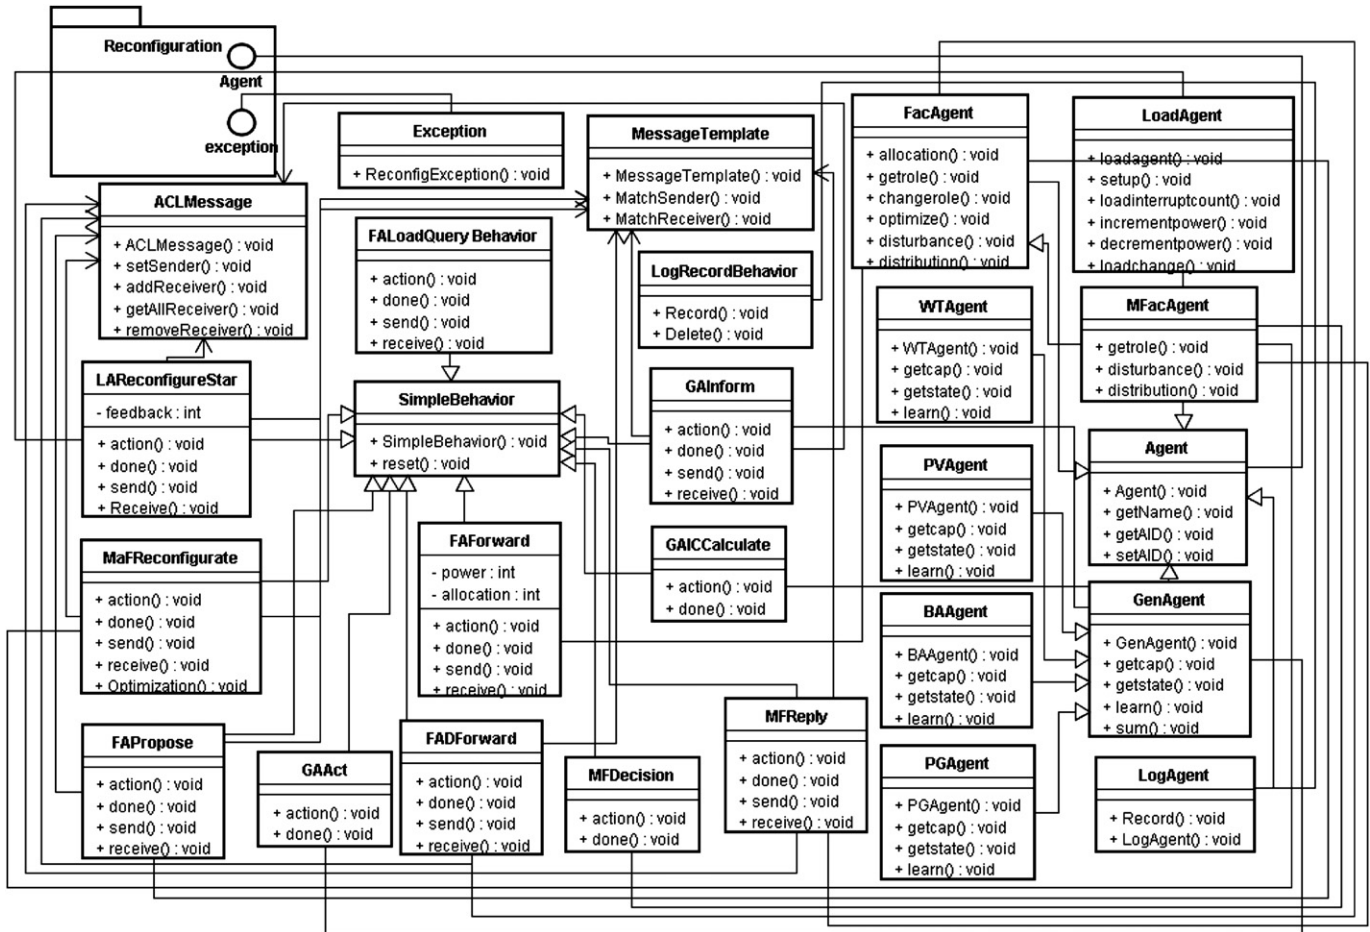 Reconfiguration
Agent
exception
Exception
+ ReconfigException() : void
MessageTemplate
+ MessageTemplate() : void
+ MatchSender() : void
+ MatchReceiver() : void
FacAgent
+ allocation() : void
+ getrole() : void
+ changerole() : void
+ optimize() : void
+ disturbance() : void
+ distribution() : void
LoadAgent
+ loadagent() : void
+ setup() : void
+ loadinterruptcount() : void
+ incrementpower() : void
+ decrementpower() : void
+ loadchange() : void
ACLMessage
+ ACLMessage() : void
+ setSender() : void
+ addReceiver() : void
+ getAllReceiver() : void
+ removeReceiver() : void
FALoadQuery Behavior
+ action() : void
+ done() : void
+ send() : void
+ receive() : void
LogRecordBehavior
+ Record() : void
+ Delete() : void
WTAgent
+ WTAgent() : void
+ getcap() : void
+ getstate() : void
+ learn() : void
MFacAgent
+ getrole() : void
+ disturbance() : void
+ distribution() : void
LAReconfigureStar
- feedback : int
+ action() : void
+ done() : void
+ send() : void
+ Receive() : void
SimpleBehavior
+ SimpleBehavior() : void
+ reset() : void
GAInform
+ action() : void
+ done() : void
+ send() : void
+ receive() : void
PVAgent
+ PVAgent() : void
+ getcap() : void
+ getstate() : void
+ learn() : void
Agent
+ Agent() : void
+ getName() : void
+ getAID() : void
+ setAID() : void
MaFReconfigurate
+ action() : void
+ done() : void
+ send() : void
+ receive() : void
+ Optimization() : void
FAForward
- power : int
- allocation : int
+ action() : void
+ done() : void
+ send() : void
+ receive() : void
GAICCalculate
+ action() : void
+ done() : void
BAAgent
+ BAAgent() : void
+ getcap() : void
+ getstate() : void
+ learn() : void
GenAgent
+ GenAgent() : void
+ getcap() : void
+ getstate() : void
+ learn() : void
+ sum() : void
FAPropose
+ action() : void
+ done() : void
+ send() : void
+ receive() : void
GAAct
+ action() : void
+ done() : void
FADForward
+ action() : void
+ done() : void
+ send() : void
+ receive() : void
MFDecision
+ action() : void
+ done() : void
MFReply
+ action() : void
+ done() : void
+ send() : void
+ receive() : void
PGAgent
+ PGAgent() : void
+ getcap() : void
+ getstate() : void
+ learn() : void
LogAgent
+ Record() : void
+ LogAgent() : void